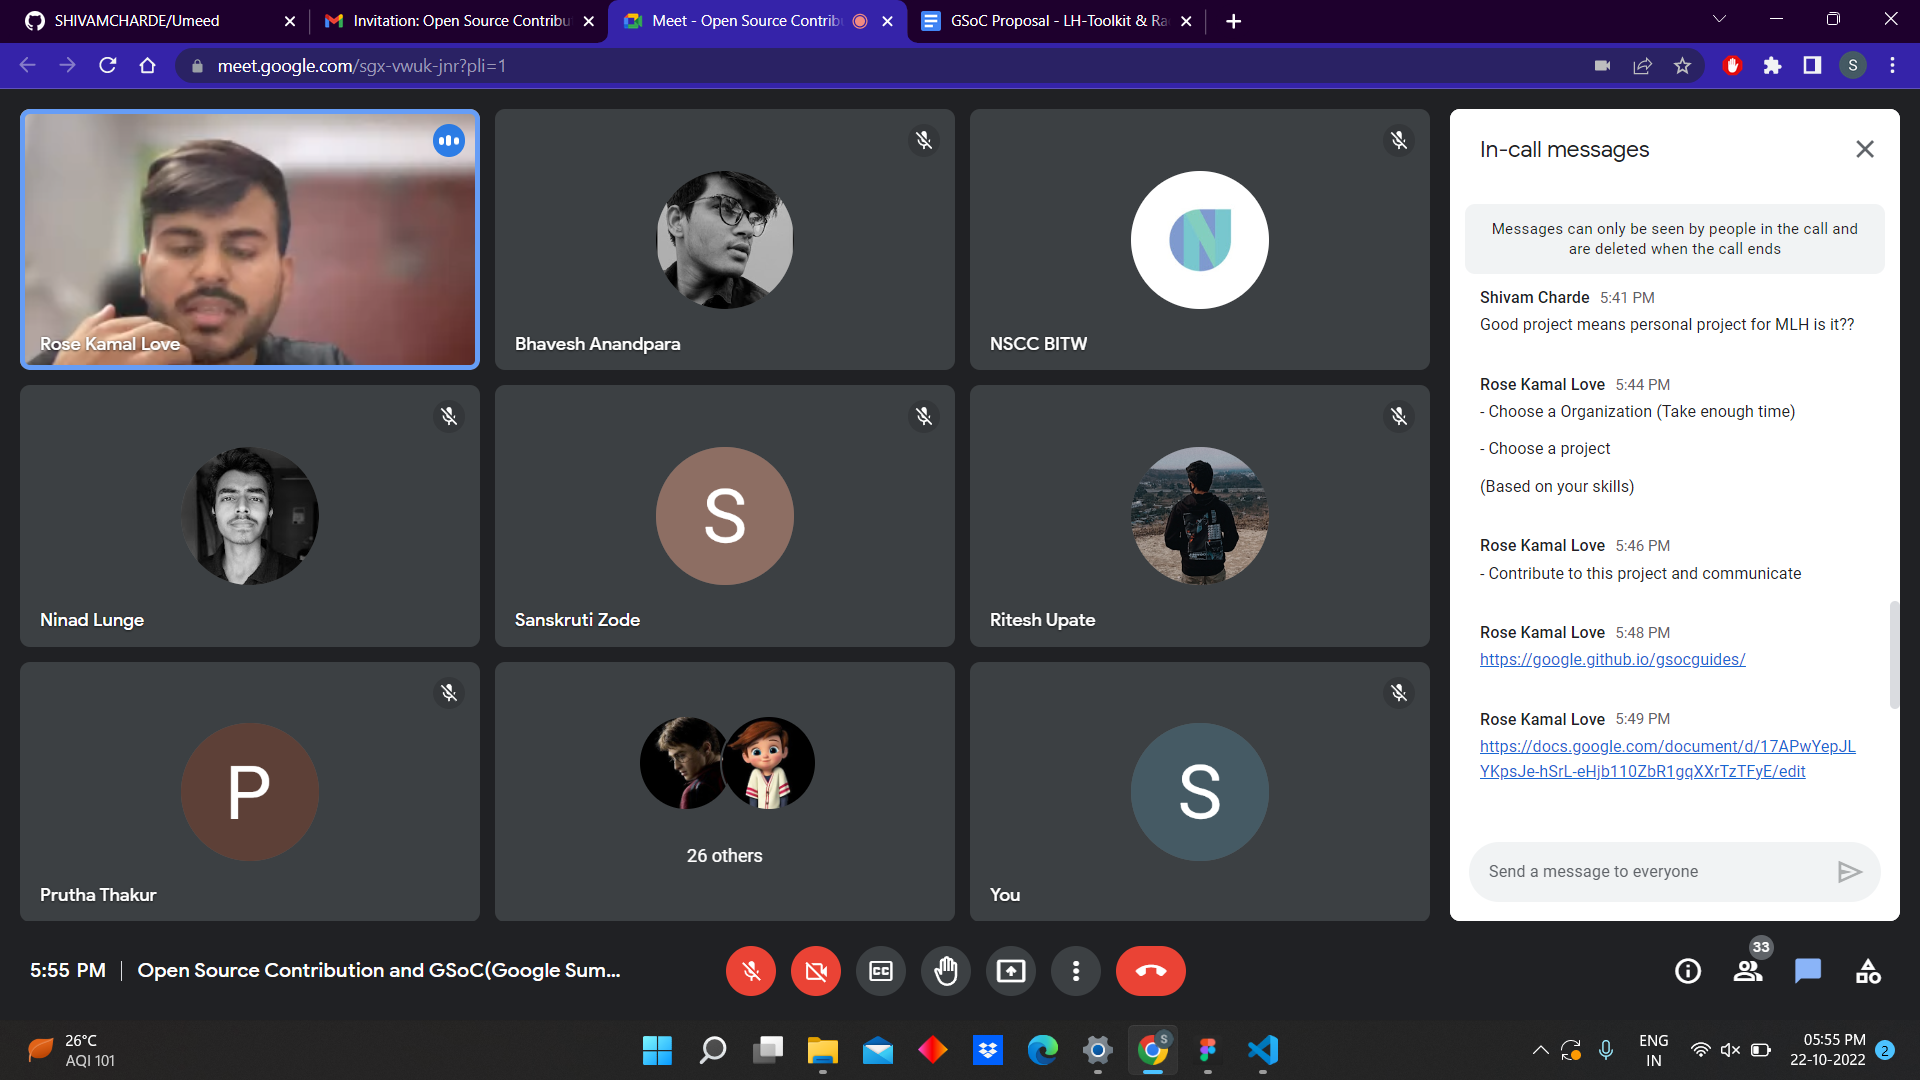 SHIVAMCHARDE/Umeed
Invitation: Open Source Contribu
Meet - Open Source Contrib
GSoC Proposal - LH-Toolkit & Ra
meet.google.com/sgx-vwuk-jnr?pli=1
S
Rose Kamal Love
Bhavesh Anandpara
N
NSCC BITW
Ninad Lunge
S
Sanskruti Zode
Ritesh Upate
P
Prutha Thakur
26 others
S
You
In-call messages
Messages can only be seen by people in the call and
are deleted when the call ends
Shivam Charde 5:41 PM
Good project means personal project for MLH is it??
Rose Kamal Love 5:44 PM
- Choose a Organization (Take enough time)
- Choose a project
(Based on your skills)
Rose Kamal Love 5:46 PM
- Contribute to this project and communicate
Rose Kamal Love 5:48 PM
https://google.github.io/gsocguides/
Rose Kamal Love 5:49 PM
https://docs.google.com/document/d/17APwYepJL
YKpsJe-hSrL-eHjb110ZbR1gqXXrTzTFyE/edit
Send a message to everyone
5:55 PM | Open Source Contribution and GSoC(Google Sum...
CC
33
26°C
AQI 101
S
ENG
IN
05:55 PM
22-10-2022
2